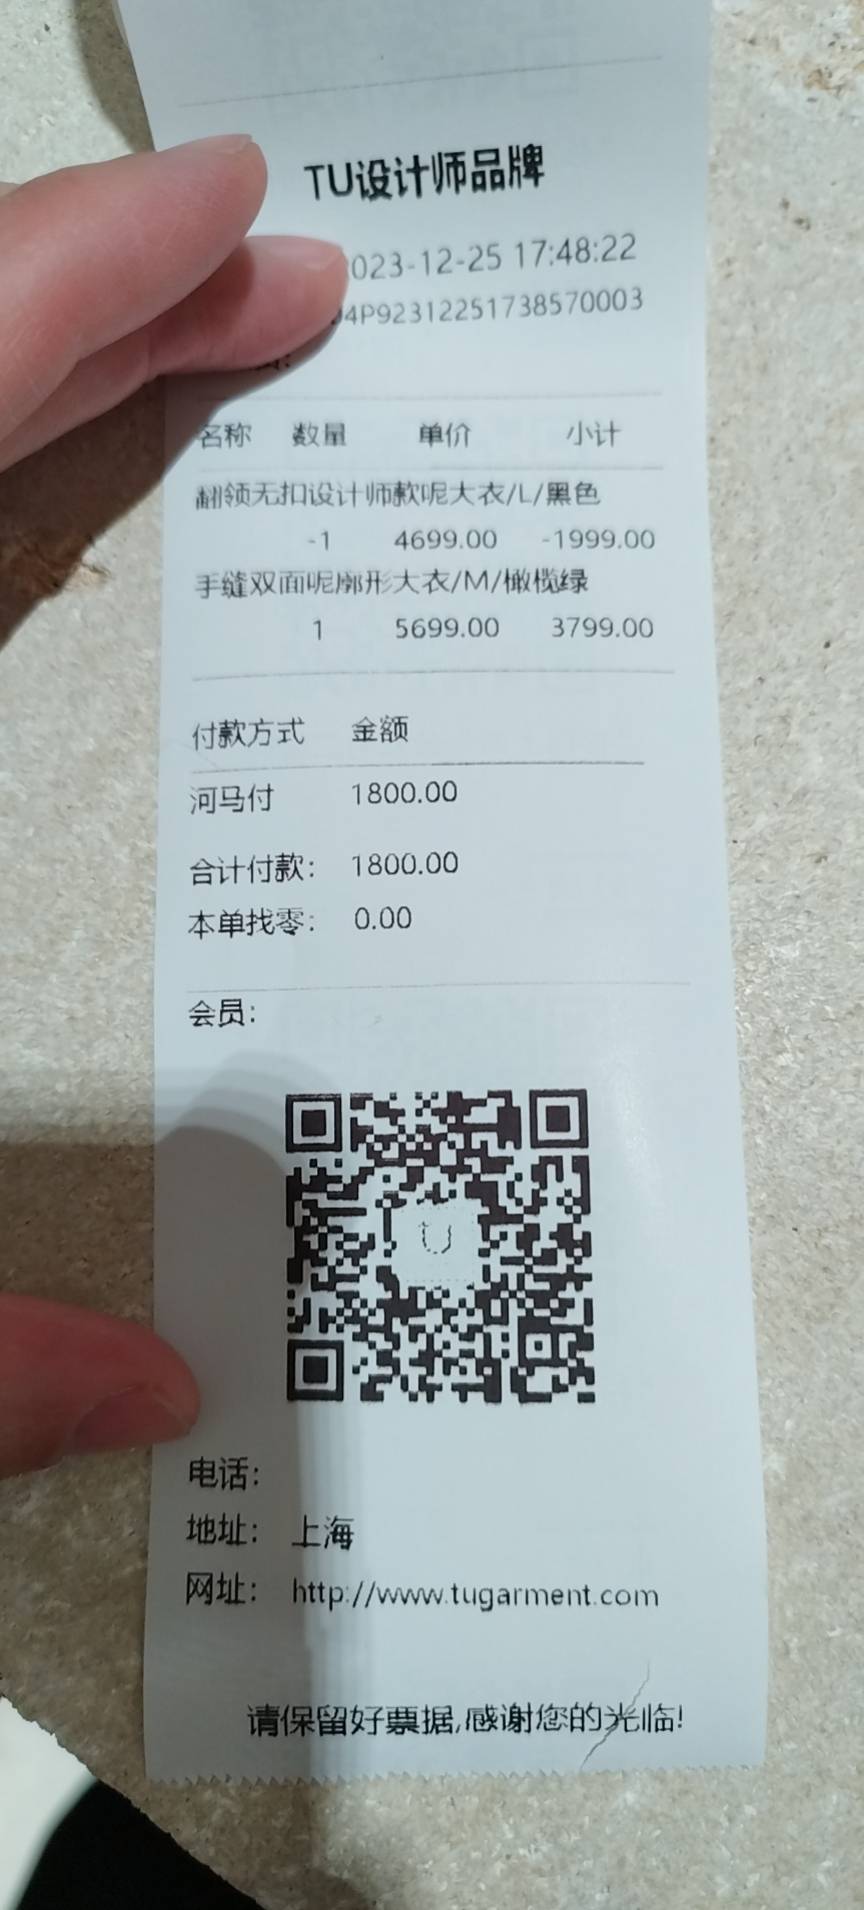 TU设计师品牌
023-12-25 17:48:22
04P92312251738570003
名称 数量 单价 小计
翻领无扣设计师款呢大衣/L/黑色
-1 4699.00 -1999.00
手缝双面呢廓形大衣/M/橄榄绿
1 5699.00 3799.00
付款方式 金额
河马付 1800.00
合计付款: 1800.00
本单找零: 0.00
会员:
U
电话:
地址: 上海
网址: http://www.tugarment.com
请保留好票据,感谢您的光临!